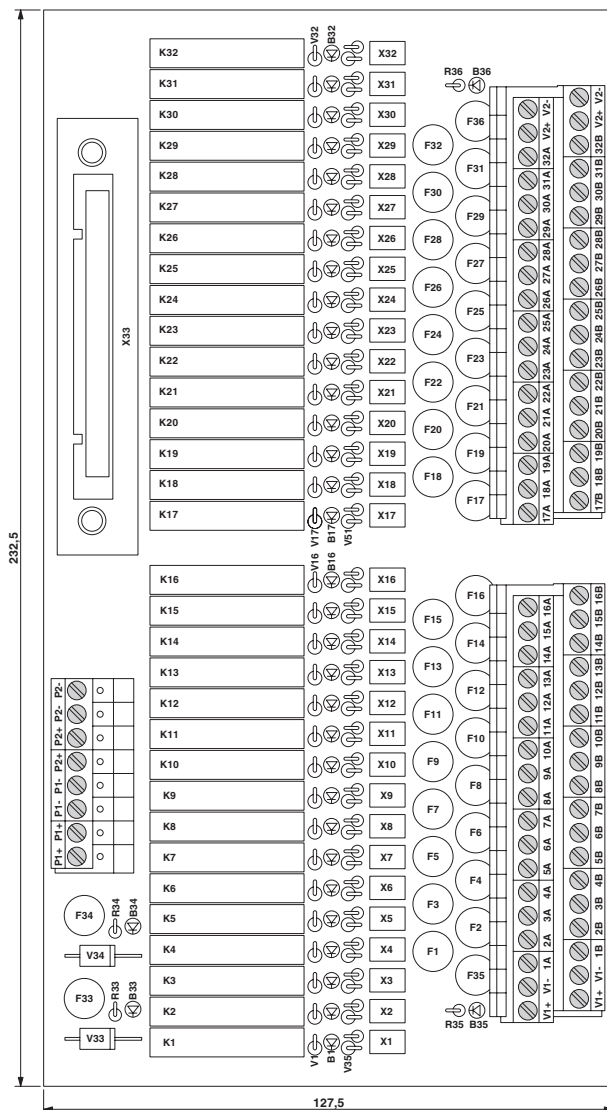 V32
B32
K32
X32
K31
X31
R36
B36
K30
X30
F36
K29
X29
F32
K28
X28
F31
K27
X27
F30
K26
X26
F29
K25
X25
F28
K24
X24
F27
K23
X23
F26
K22
X22
F25
K21
X21
F24
K20
X20
F23
K19
X19
F22
K18
X18
F21
K17
X17
F20
F19
F18
F17
V17
B17
V51
V16
B16
X33
V2-
V2+
32A
31A
30A
29A
28A
27A
26A
25A
24A
23A
22A
21A
20A
19A
18A
17A
V2-
V2+
32B
31B
30B
29B
28B
27B
26B
25B
24B
23B
22B
21B
20B
19B
18B
17B
232,5
K16
X16
F16
K15
X15
F15
K14
X14
F14
K13
X13
F13
K12
X12
F12
K11
X11
F11
K10
X10
F10
K9
X9
F9
K8
X8
F8
K7
X7
F7
K6
X6
F6
K5
X5
F5
K4
X4
F4
K3
X3
F3
K2
X2
F2
K1
X1
F1
F35
V1
B1
V35
R35
B35
16A
15A
14A
13A
12A
11A
10A
9A
8A
7A
6A
5A
4A
3A
2A
1A
V1-
V1+
16B
15B
14B
13B
12B
11B
10B
9B
8B
7B
6B
5B
4B
3B
2B
1B
V1-
V1+
P2-
P2-
P2+
P2+
P1-
P1-
P1+
P1+
F34
R34
B34
V34
F33
R33
B33
V33
127,5